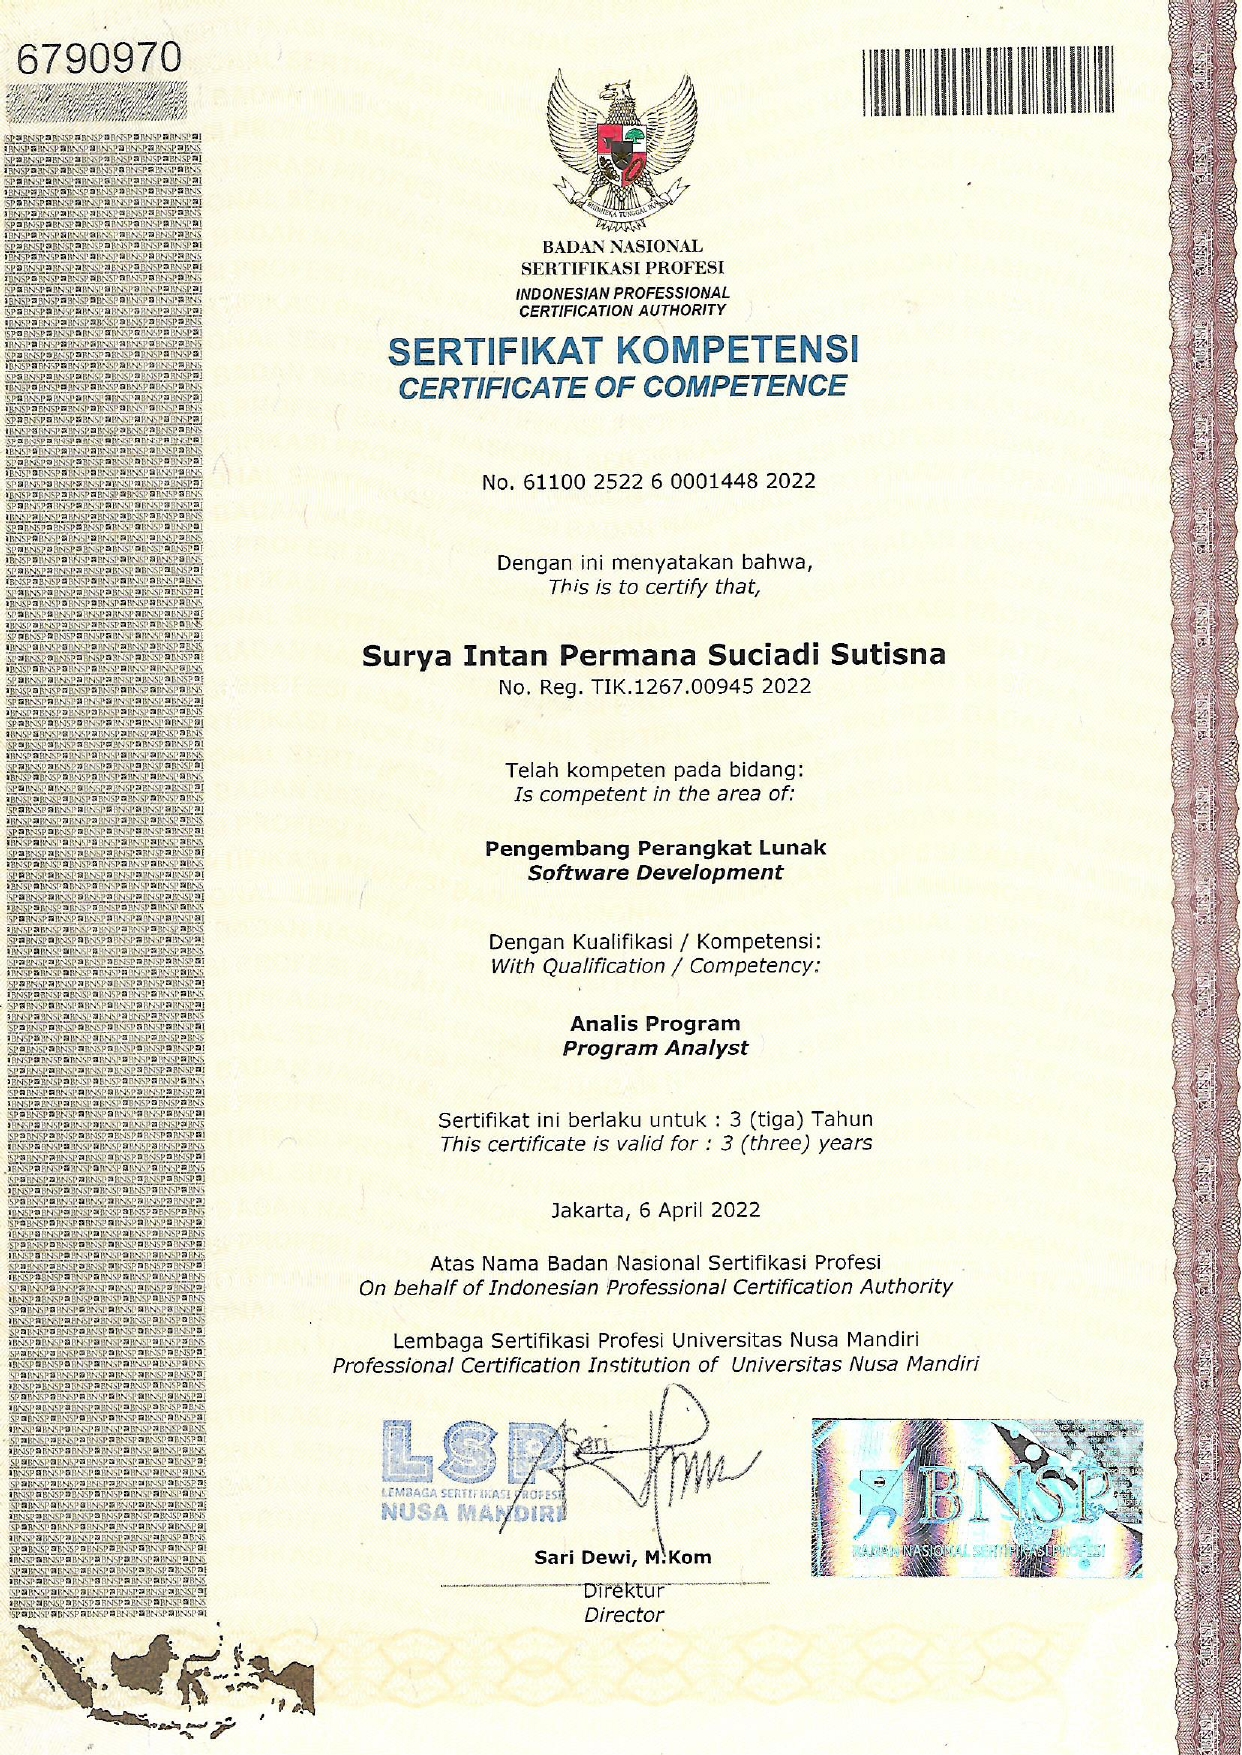 6790970
BADAN NASIONAL
SERTIFIKASI PROFESI
INDONESIAN PROFESSIONAL
CERTIFICATION AUTHORITY
SERTIFIKAT KOMPETENSI
CERTIFICATE OF COMPETENCE
No. 61100 2522 6 0001448 2022
Dengan ini menyatakan bahwa,
This is to certify that,
Surya Intan Permana Suciadi Sutisna
No. Reg. TIK.1267.00945 2022
Telah kompeten pada bidang:
Is competent in the area of:
Pengembang Perangkat Lunak
Software Development
Dengan Kualifikasi / Kompetensi:
With Qualification / Competency:
Analis Program
Program Analyst
Sertifikat ini berlaku untuk : 3 (tiga) Tahun
This certificate is valid for : 3 (three) years
Jakarta, 6 April 2022
Atas Nama Badan Nasional Sertifikasi Profesi
On behalf of Indonesian Professional Certification Authority
Lembaga Sertifikasi Profesi Universitas Nusa Mandiri
Professional Certification Institution of Universitas Nusa Mandiri
LSP
LEMBAGA SERTIFIKASI PROFESI
NUSA MANDIRI
BNSP
BADAN NASIONAL SERTIFIKASI PROFESI
Sari Dewi, M.Kom
Direktur
Director